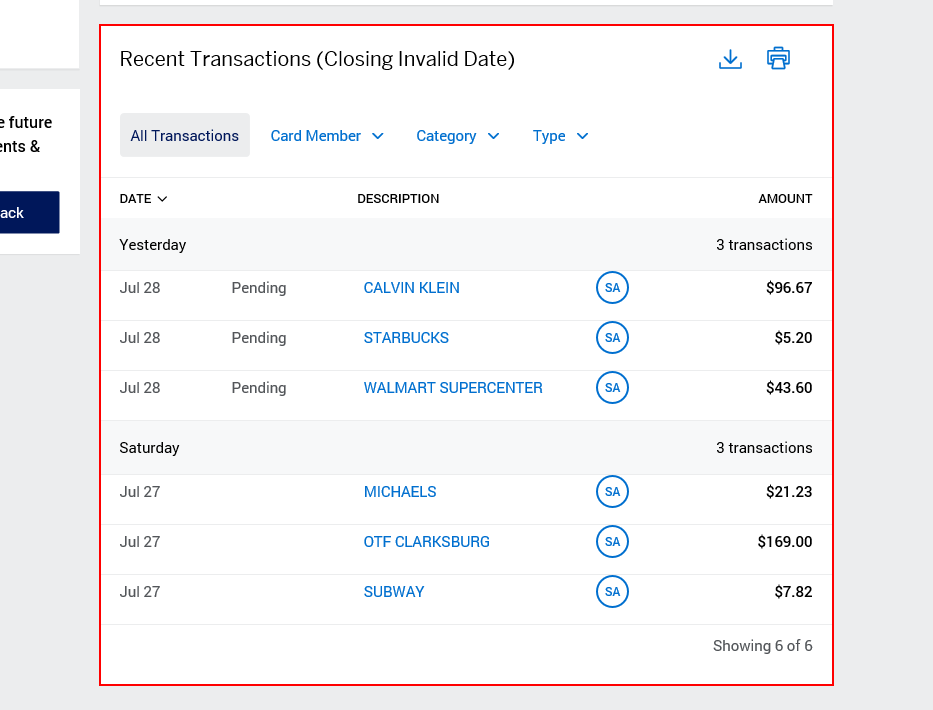 Recent Transactions (Closing Invalid Date)
e future
ents &
ack
All Transactions Card Member Category Type
DATE DESCRIPTION AMOUNT
Yesterday 3 transactions
Jul 28 Pending CALVIN KLEIN SA $96.67
Jul 28 Pending STARBUCKS SA $5.20
Jul 28 Pending WALMART SUPERCENTER SA $43.60
Saturday 3 transactions
Jul 27 MICHAELS SA $21.23
Jul 27 OTF CLARKSBURG SA $169.00
Jul 27 SUBWAY SA $7.82
Showing 6 of 6